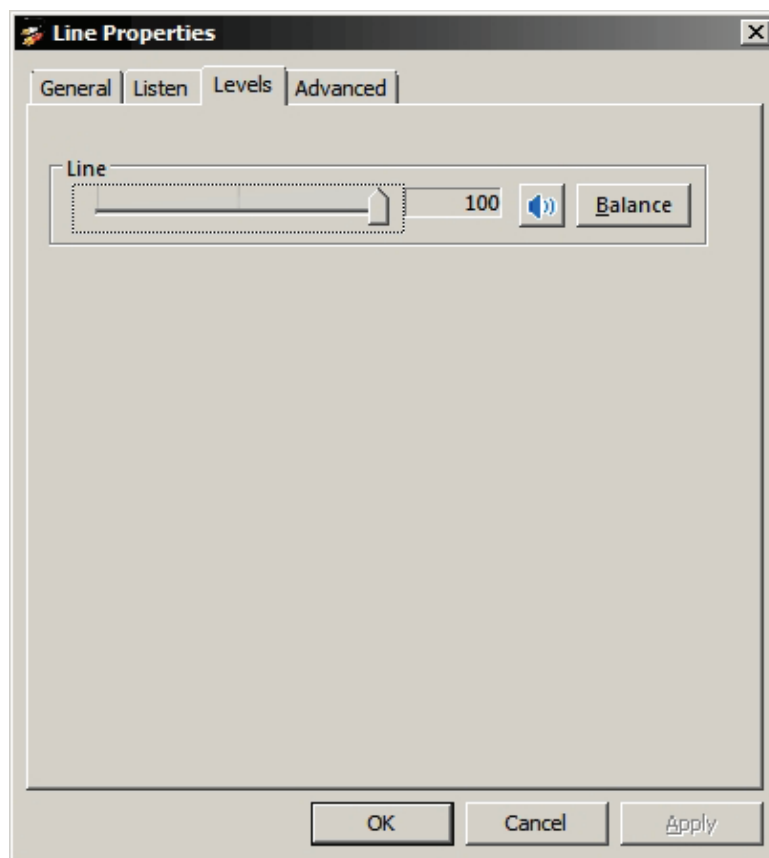 Line Properties
General Listen Levels Advanced
Line
100 Balance
OK Cancel Apply